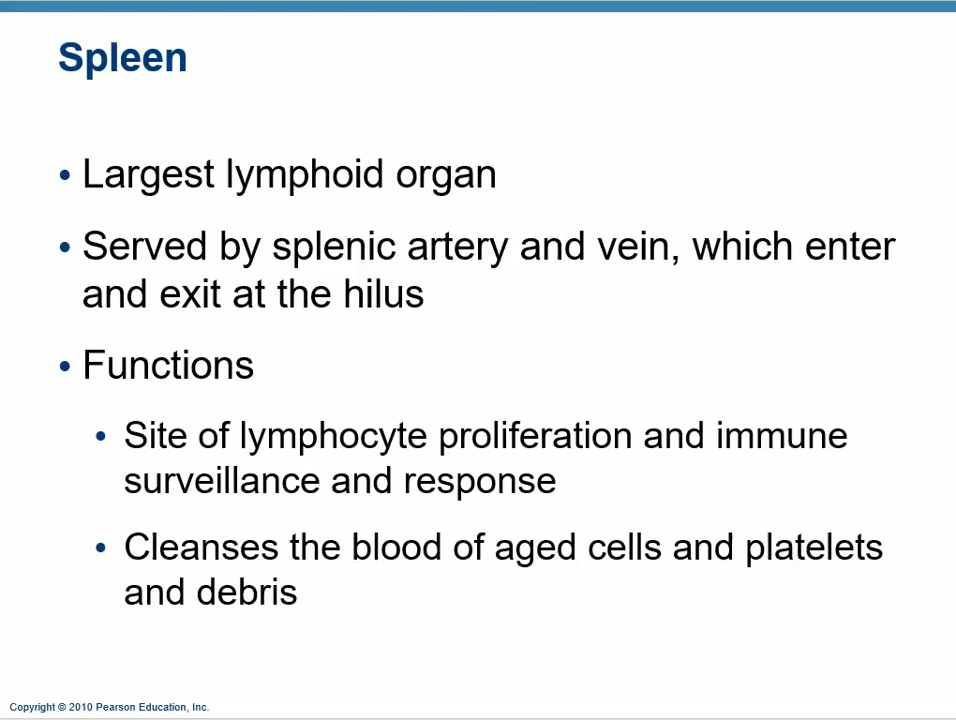 Spleen
• Largest lymphoid organ
• Served by splenic artery and vein, which enter
and exit at the hilus
• Functions
• Site of lymphocyte proliferation and immune
surveillance and response
• Cleanses the blood of aged cells and platelets
and debris
Copyright © 2010 Pearson Education, Inc.